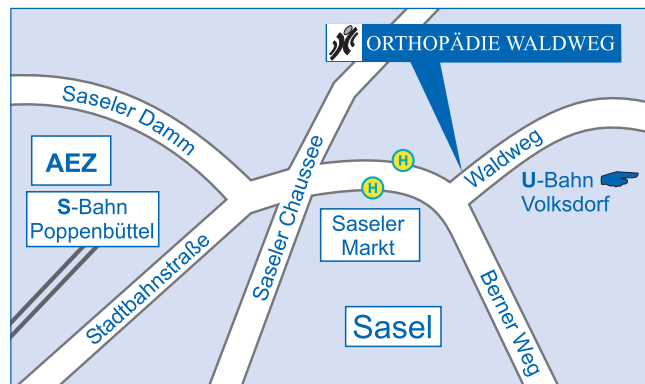 ORTHOPÄDIE WALDWEG
Saseler Damm
AEZ
S-Bahn
Poppenbüttel
Stadtbahnstraße
Saseler Chaussee
H
H
Saseler
Markt
Waldweg
U-Bahn
Volksdorf
Sasel
Berner Weg